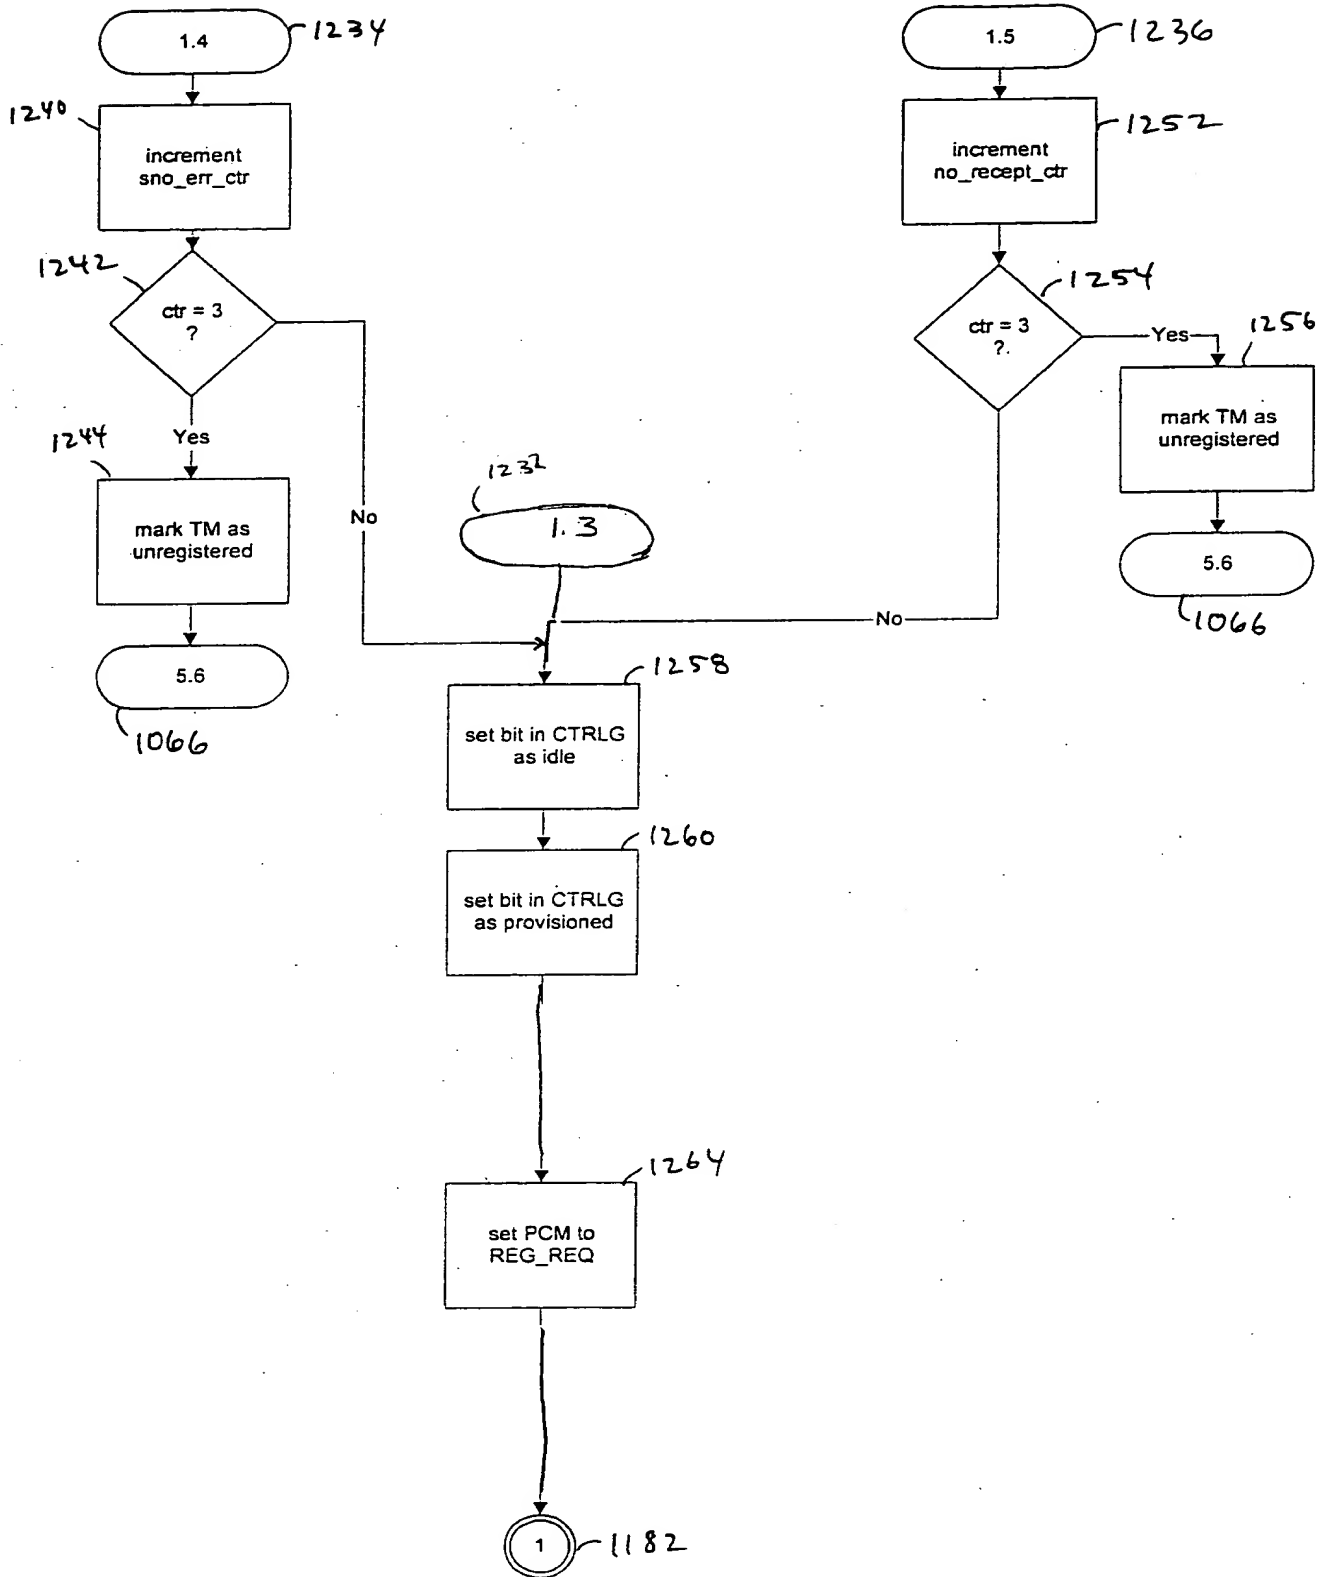 1.4
1234
1240
increment
sno_err_ctr
1242
ctr = 3
?
Yes
No
1244
mark TM as
unregistered
5.6
1066
1.5
1236
1252
increment
no_recept_ctr
1254
ctr = 3
?
Yes
1256
mark TM as
unregistered
5.6
1066
No
1232
1.3
1258
set bit in CTRLG
as idle
1260
set bit in CTRLG
as provisioned
1264
set PCM to
REG_REQ
1
1182